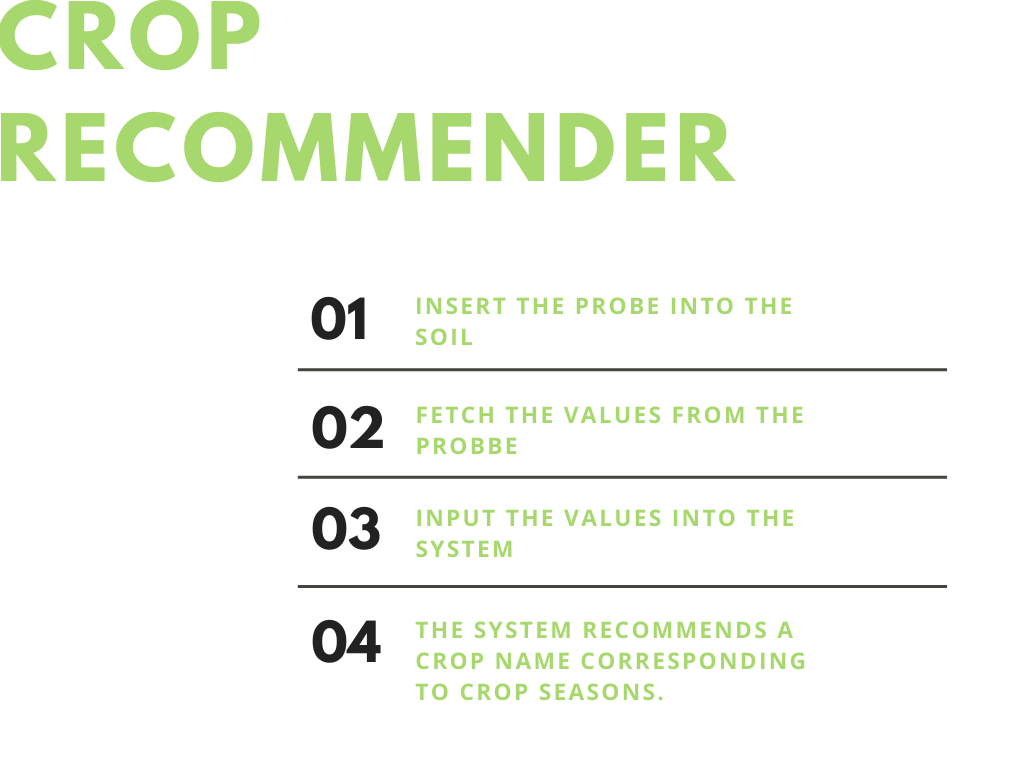 CROP
RECOMMENDER
01
INSERT THE PROBE INTO THE
SOIL
02
FETCH THE VALUES FROM THE
PROBBE
03
INPUT THE VALUES INTO THE
SYSTEM
04
THE SYSTEM RECOMMENDS A
CROP NAME CORRESPONDING
TO CROP SEASONS.